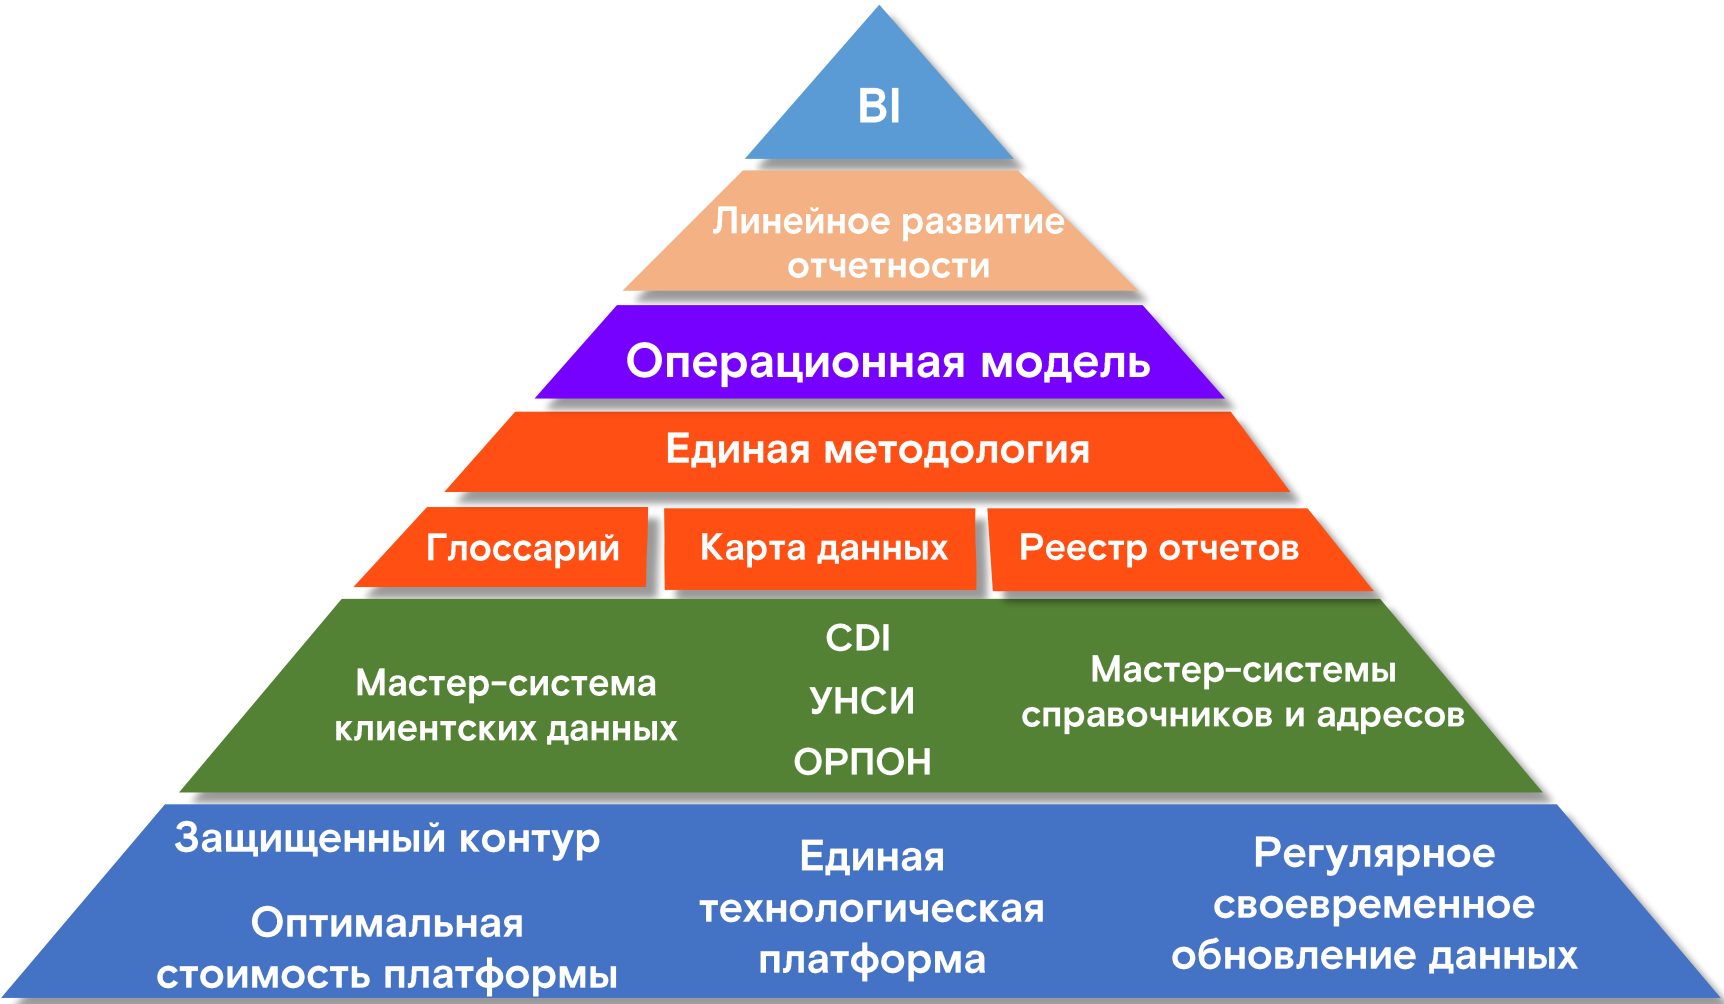 BI
Линейное развитие
отчетности
Операционная модель
Единая методология
Глоссарий
Карта данных
Реестр отчетов
Мастер-система
клиентских данных
CDI
УНСИ
ОРПОН
Мастер-системы
справочников и адресов
Защищенный контур
Оптимальная
стоимость платформы
Единая
технологическая
платформа
Регулярное
своевременное
обновление данных